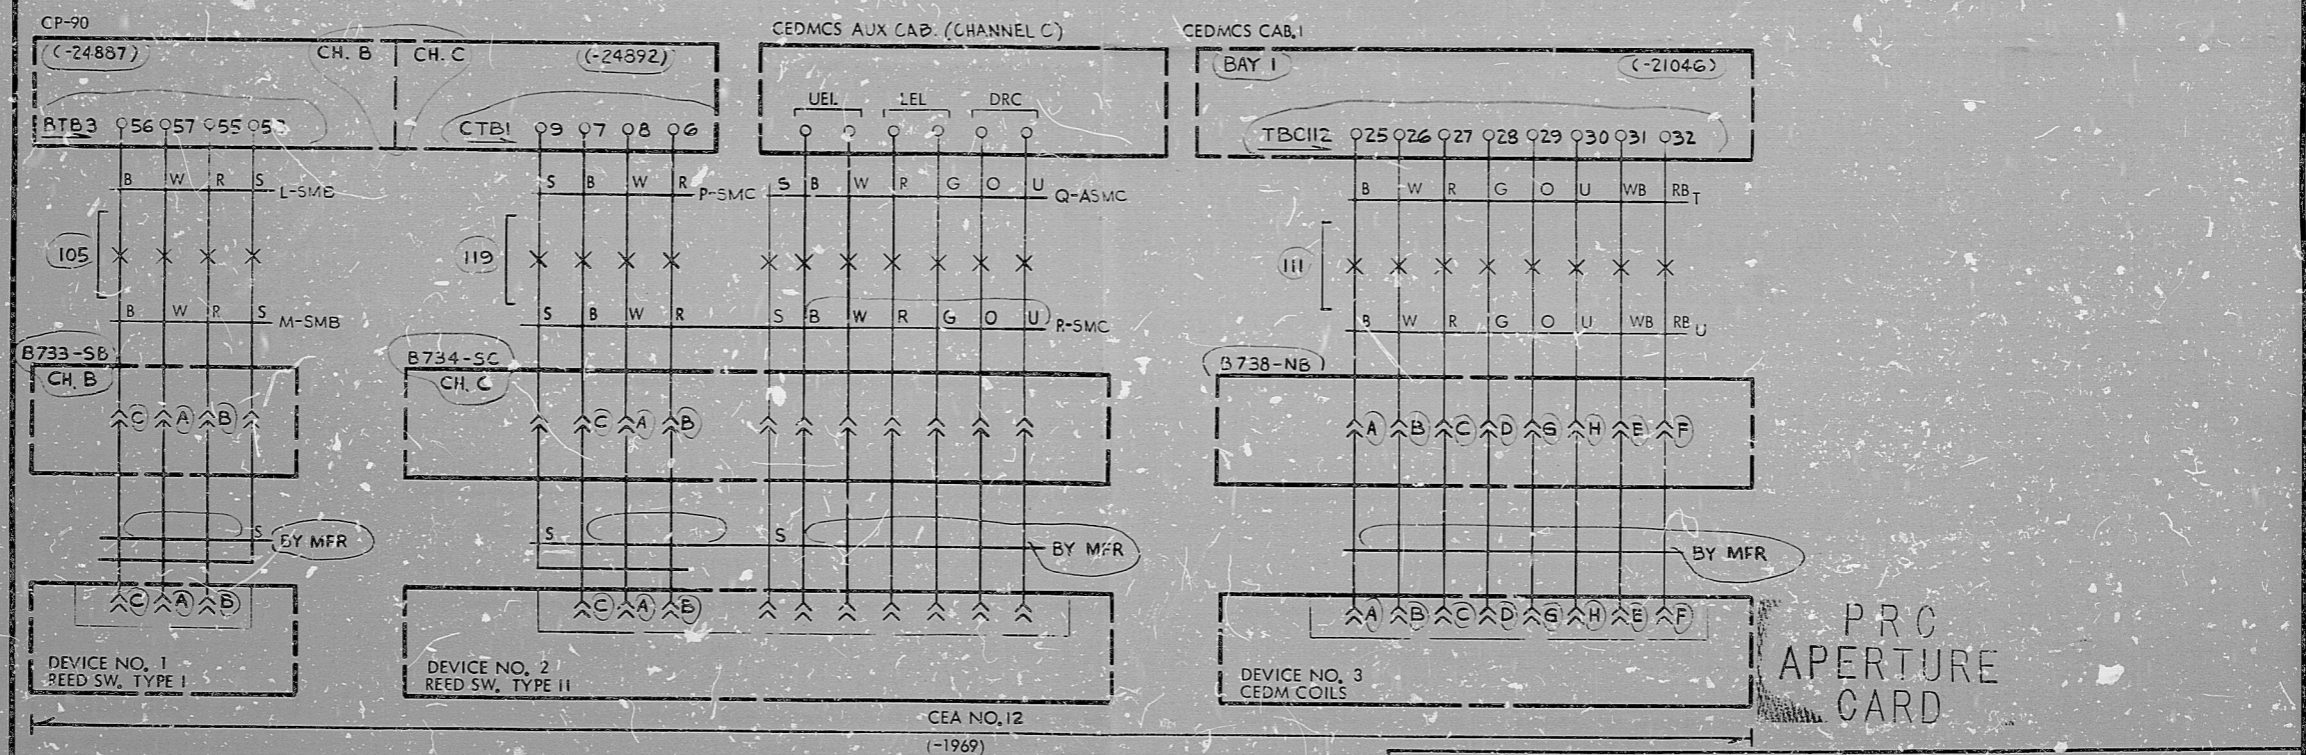 CP-90
CEDMCS AUX CAB. (CHANNEL C)
CEDMCS CAB.1
(-24887) CH. B CH. C (-24892)
BAY 1 (-21046)
UEL LEL DRC
BTB3 56 57 55
CTB1 9 7 8 6
TBC112 25 26 27 28 29 30 31 32
B W R S L-SMB
S B W R P-SMC
S B W R G O U Q-ASMC
B W R G O U WB RB T
105
119
111
B W R S M-SMB
S B W R S B W R G O U R-SMC
B W R G O U WB RB U
B733-SB
CH. B
B734-SC
CH. C
B738-NB
C A B
C A B
A B C D G H E F
S BY MFR
S S BY MFR
BY MFR
C A B
C A B
A B C D G H E F
DEVICE NO. 1
REED SW. TYPE I
DEVICE NO. 2
REED SW. TYPE II
DEVICE NO. 3
CEDM COILS
CEA NO. 12
(-1969)
PRC
APERTURE
CARD